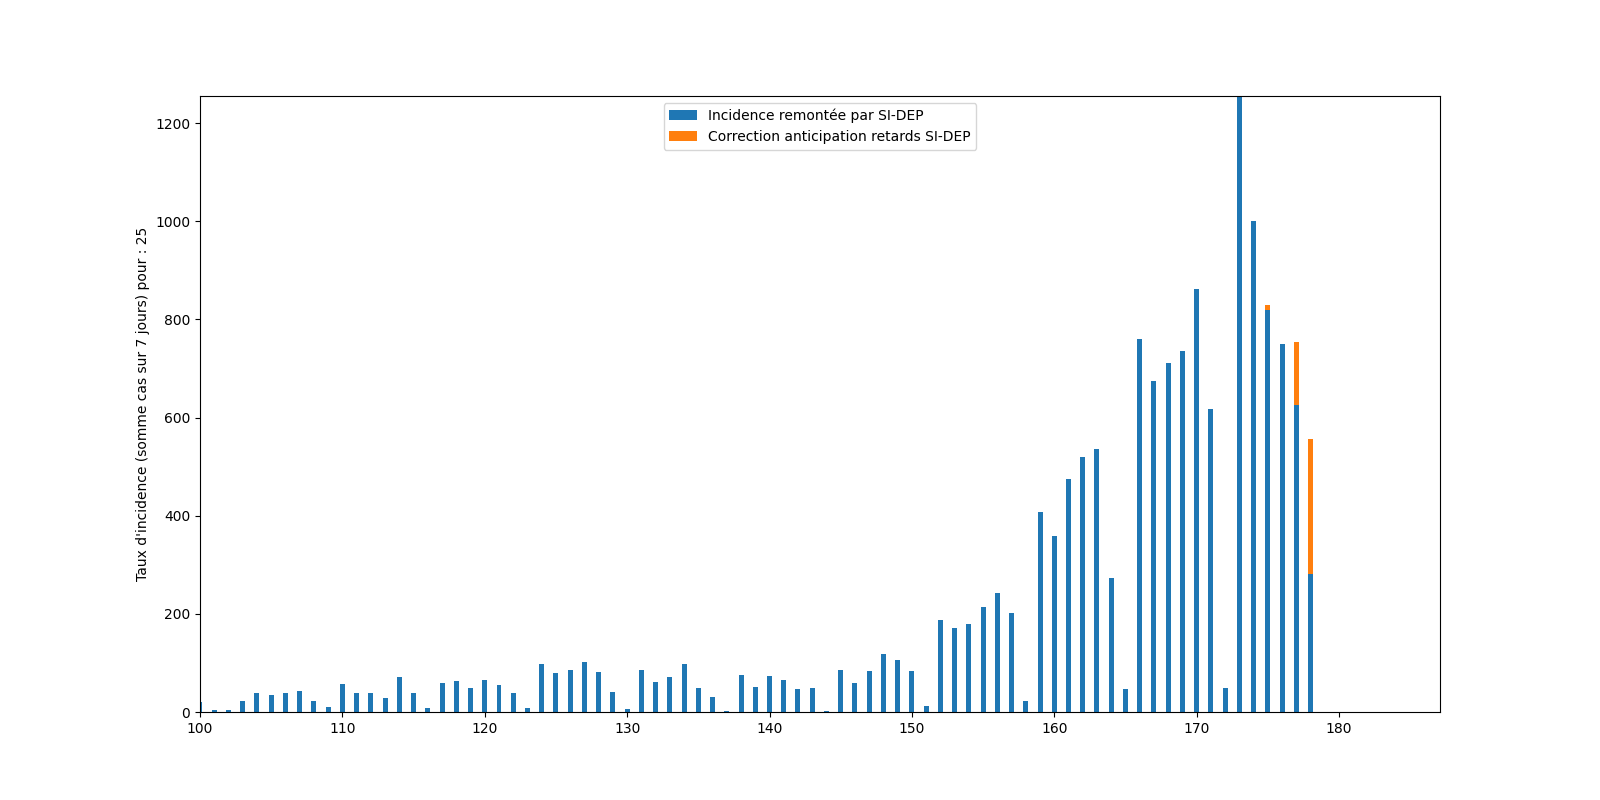 Incidence remontée par SI-DEP
Correction anticipation retards SI-DEP
Taux d'incidence (somme cas sur 7 jours) pour : 25
1200
1000
800
600
400
200
0
100 110 120 130 140 150 160 170 180